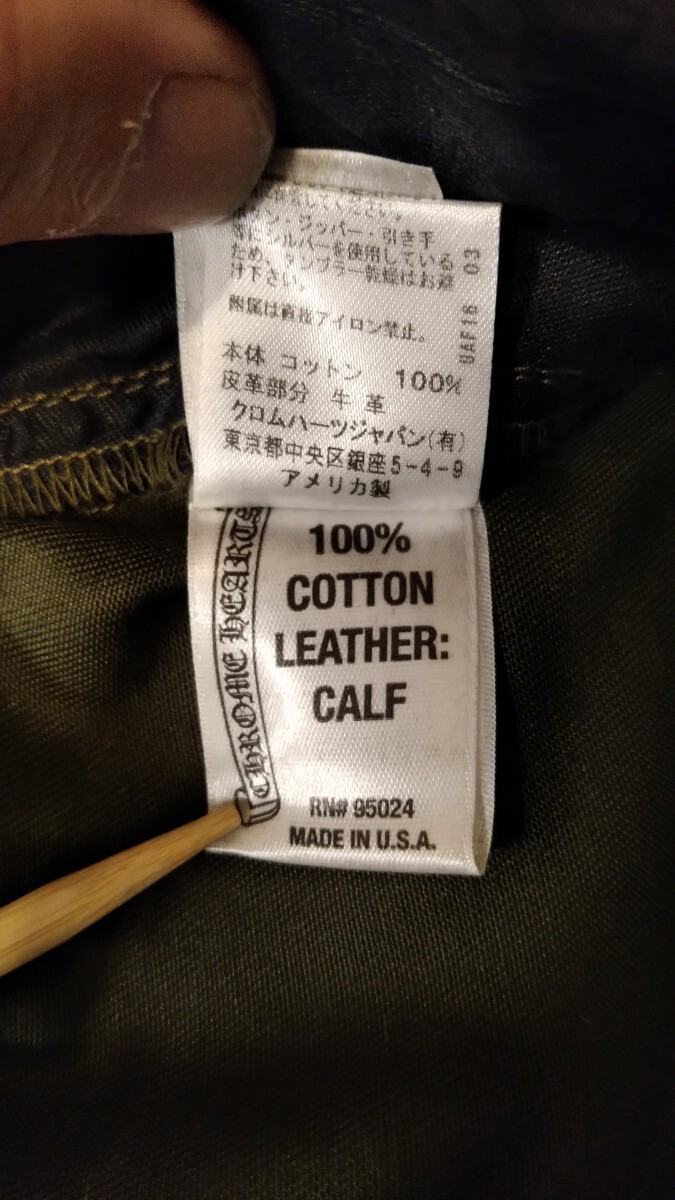 ください。
ン・ジッパー・引き手
シルバーを使用している
ため、タンブラー乾燥はお避
け下さい。
附属は直接アイロン禁止。
本体 コットン 100%
皮革部分 牛革
クロムハーツジャパン(有)
東京都中央区銀座5-4-9
アメリカ製
UAF16 03
CHROME HEARTS
100%
COTTON
LEATHER:
CALF
RN# 95024
MADE IN U.S.A.